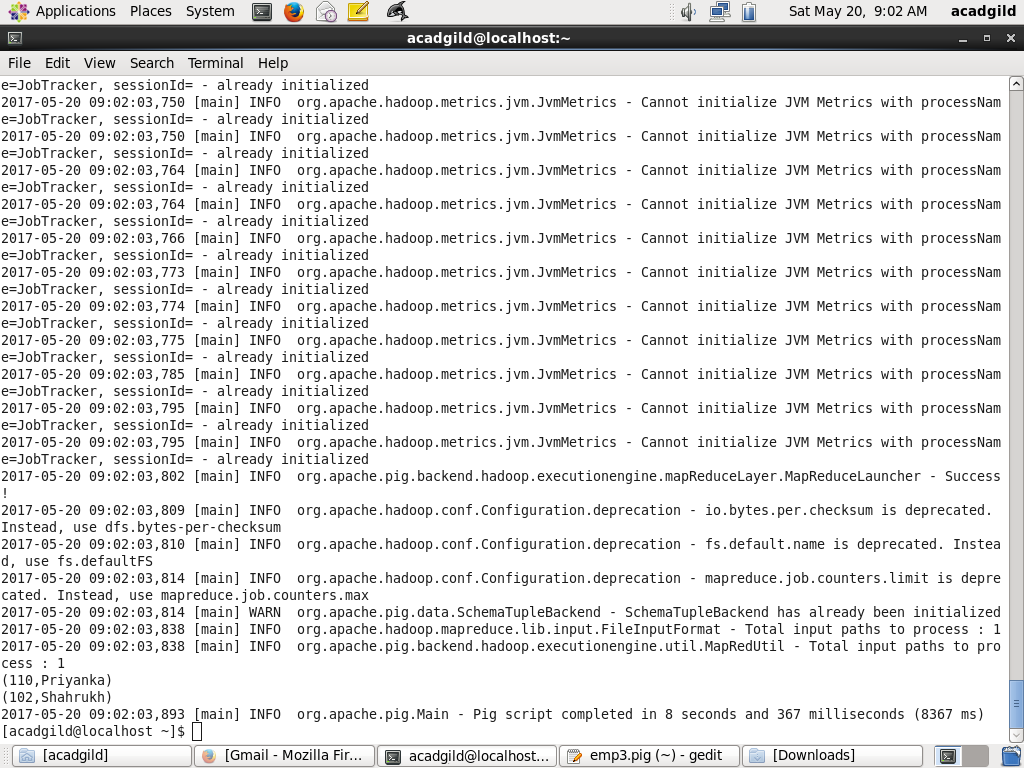 Applications Places System Sat May 20, 9:02 AM acadgild
acadgild@localhost:~
File Edit View Search Terminal Help
e=JobTracker, sessionId= - already initialized
2017-05-20 09:02:03,750 [main] INFO  org.apache.hadoop.metrics.jvm.JvmMetrics - Cannot initialize JVM Metrics with processNam
e=JobTracker, sessionId= - already initialized
2017-05-20 09:02:03,750 [main] INFO  org.apache.hadoop.metrics.jvm.JvmMetrics - Cannot initialize JVM Metrics with processNam
e=JobTracker, sessionId= - already initialized
2017-05-20 09:02:03,764 [main] INFO  org.apache.hadoop.metrics.jvm.JvmMetrics - Cannot initialize JVM Metrics with processNam
e=JobTracker, sessionId= - already initialized
2017-05-20 09:02:03,764 [main] INFO  org.apache.hadoop.metrics.jvm.JvmMetrics - Cannot initialize JVM Metrics with processNam
e=JobTracker, sessionId= - already initialized
2017-05-20 09:02:03,766 [main] INFO  org.apache.hadoop.metrics.jvm.JvmMetrics - Cannot initialize JVM Metrics with processNam
e=JobTracker, sessionId= - already initialized
2017-05-20 09:02:03,773 [main] INFO  org.apache.hadoop.metrics.jvm.JvmMetrics - Cannot initialize JVM Metrics with processNam
e=JobTracker, sessionId= - already initialized
2017-05-20 09:02:03,774 [main] INFO  org.apache.hadoop.metrics.jvm.JvmMetrics - Cannot initialize JVM Metrics with processNam
e=JobTracker, sessionId= - already initialized
2017-05-20 09:02:03,775 [main] INFO  org.apache.hadoop.metrics.jvm.JvmMetrics - Cannot initialize JVM Metrics with processNam
e=JobTracker, sessionId= - already initialized
2017-05-20 09:02:03,785 [main] INFO  org.apache.hadoop.metrics.jvm.JvmMetrics - Cannot initialize JVM Metrics with processNam
e=JobTracker, sessionId= - already initialized
2017-05-20 09:02:03,795 [main] INFO  org.apache.hadoop.metrics.jvm.JvmMetrics - Cannot initialize JVM Metrics with processNam
e=JobTracker, sessionId= - already initialized
2017-05-20 09:02:03,795 [main] INFO  org.apache.hadoop.metrics.jvm.JvmMetrics - Cannot initialize JVM Metrics with processNam
e=JobTracker, sessionId= - already initialized
2017-05-20 09:02:03,802 [main] INFO  org.apache.pig.backend.hadoop.executionengine.mapReduceLayer.MapReduceLauncher - Success
!
2017-05-20 09:02:03,809 [main] INFO  org.apache.hadoop.conf.Configuration.deprecation - io.bytes.per.checksum is deprecated.
Instead, use dfs.bytes-per-checksum
2017-05-20 09:02:03,810 [main] INFO  org.apache.hadoop.conf.Configuration.deprecation - fs.default.name is deprecated. Instea
d, use fs.defaultFS
2017-05-20 09:02:03,814 [main] INFO  org.apache.hadoop.conf.Configuration.deprecation - mapreduce.job.counters.limit is depre
cated. Instead, use mapreduce.job.counters.max
2017-05-20 09:02:03,814 [main] WARN  org.apache.pig.data.SchemaTupleBackend - SchemaTupleBackend has already been initialized
2017-05-20 09:02:03,838 [main] INFO  org.apache.hadoop.mapreduce.lib.input.FileInputFormat - Total input paths to process : 1
2017-05-20 09:02:03,838 [main] INFO  org.apache.pig.backend.hadoop.executionengine.util.MapRedUtil - Total input paths to pro
cess : 1
(110,Priyanka)
(102,Shahrukh)
2017-05-20 09:02:03,893 [main] INFO  org.apache.pig.Main - Pig script completed in 8 seconds and 367 milliseconds (8367 ms)
[acadgild@localhost ~]$
[acadgild] [Gmail - Mozilla Fir... acadgild@localhost... emp3.pig (~) - gedit [Downloads]